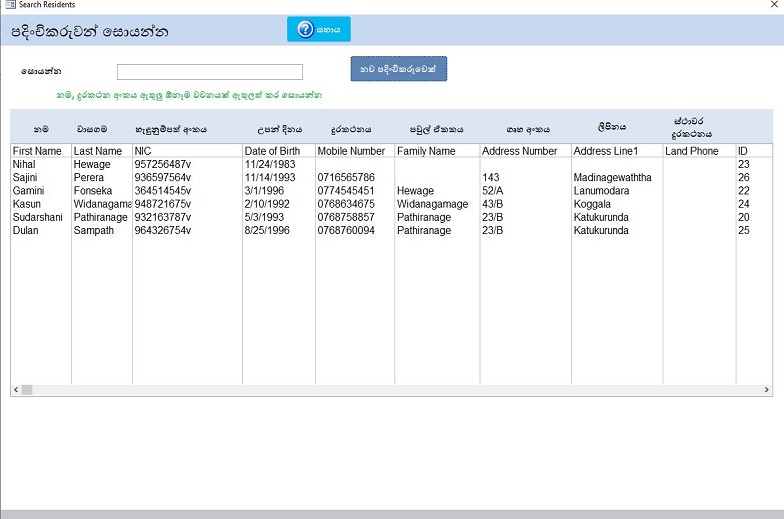 Search Residents
පදිංචිකරුවන් සොයන්න
සහාය
සොයන්න
නව පදිංචිකරුවෙක්
නම, දුරකථන අංකය ඇතුලු ඕනෑම වචනයක් ඇතුලත් කර සොයන්න
නම වාසගම හැඳුනුම්පත් අංකය උපන් දිනය දුරකථනය පවුල් ඒකකය ගෘහ අංකය ලිපිනය ස්ථාවර දුරකථනය
First Name Last Name NIC Date of Birth Mobile Number Family Name Address Number Address Line1 Land Phone ID
Nihal Hewage 957256487v 11/24/1983 23
Sajini Perera 936597564v 11/14/1993 0716565786 143 Madinagewaththa 26
Gamini Fonseka 364514545v 3/1/1996 0774545451 Hewage 52/A Lanumodara 22
Kasun Widanagama 948721675v 2/10/1992 0768634675 Widanagamage 43/B Koggala 24
Sudarshani Pathiranage 932163787v 5/3/1993 0768758857 Pathiranage 23/B Katukurunda 20
Dulan Sampath 964326754v 8/25/1996 0768760094 Pathiranage 23/B Katukurunda 25